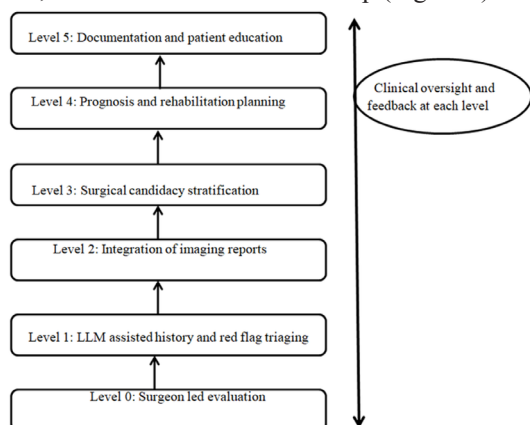 Level 5: Documentation and patient education
Level 4: Prognosis and rehabilitation planning
Clinical oversight and
feedback at each level
Level 3: Surgical candidacy stratification
Level 2: Integration of imaging reports
Level 1: LLM assisted history and red flag triaging
Level 0: Surgeon led evaluation